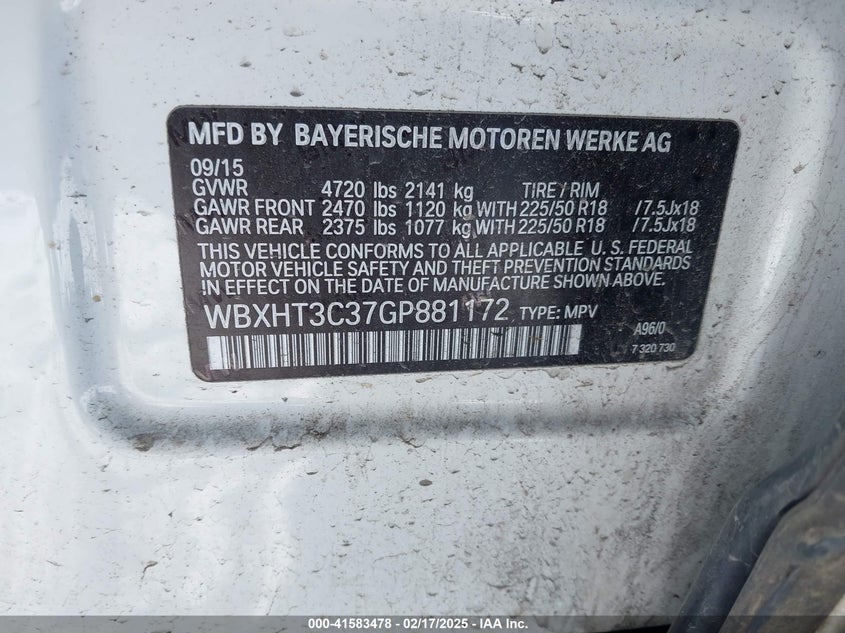 MFD BY BAYERISCHE MOTOREN WERKE AG
09/15
GVWR 4720 lbs 2141 kg TIRE / RIM
GAWR FRONT 2470 lbs 1120 kg WITH 225/50 R18 /7.5Jx18
GAWR REAR 2375 lbs 1077 kg WITH 225/50 R18 /7.5Jx18
THIS VEHICLE CONFORMS TO ALL APPLICABLE U. S. FEDERAL
MOTOR VEHICLE SAFETY AND THEFT PREVENTION STANDARDS
IN EFFECT ON THE DATE OF MANUFACTURE SHOWN ABOVE.
WBXHT3C37GP881172 TYPE: MPV
A96/0
7 320 730
000-41583478 - 02/17/2025 - IAA Inc.